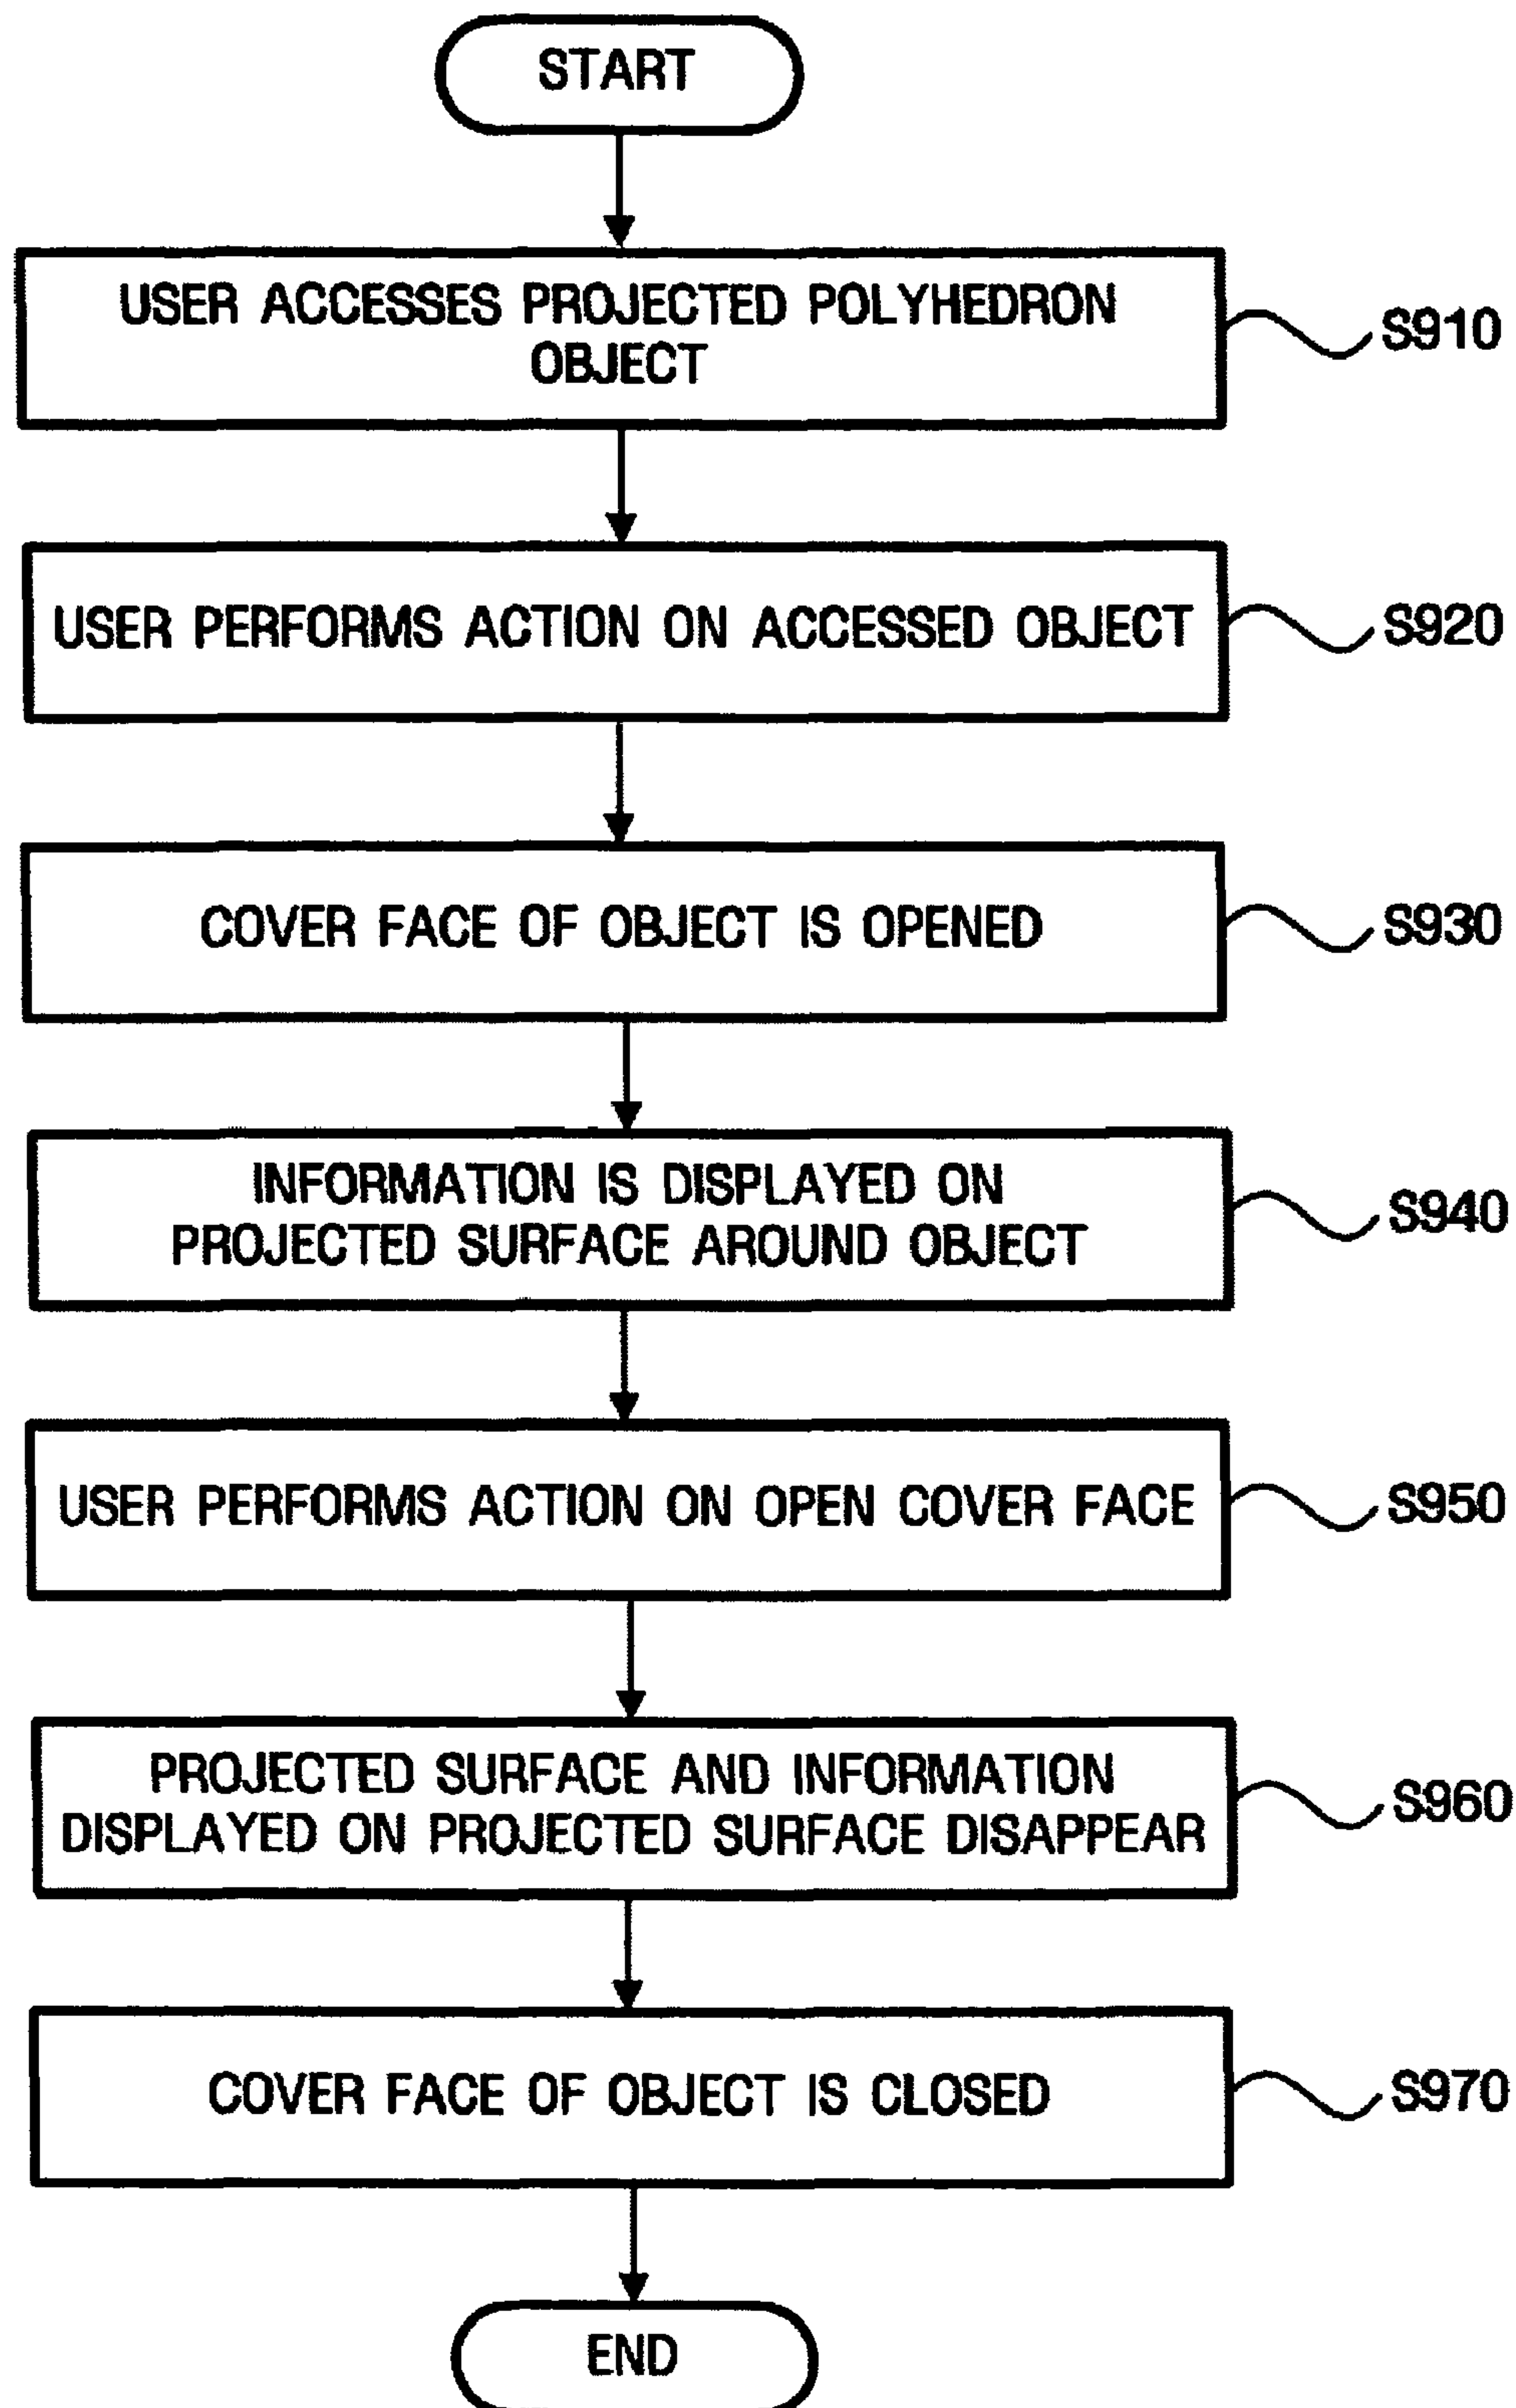 START
USER ACCESSES PROJECTED POLYHEDRON
OBJECT
S910
USER PERFORMS ACTION ON ACCESSED OBJECT
S920
COVER FACE OF OBJECT IS OPENED
S930
INFORMATION IS DISPLAYED ON
PROJECTED SURFACE AROUND OBJECT
S940
USER PERFORMS ACTION ON OPEN COVER FACE
S950
PROJECTED SURFACE AND INFORMATION
DISPLAYED ON PROJECTED SURFACE DISAPPEAR
S960
COVER FACE OF OBJECT IS CLOSED
S970
END